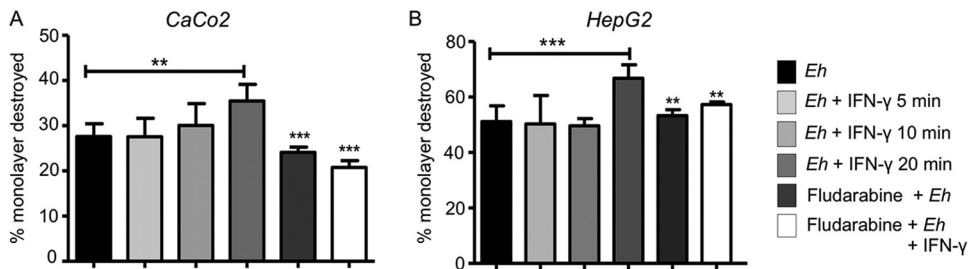 A
CaCo2
% monolayer destroyed
50
40
30
20
10
0
**
***
***
B
HepG2
% monolayer destroyed
80
60
40
20
0
***
**
**
Eh
Eh + IFN-γ 5 min
Eh + IFN-γ 10 min
Eh + IFN-γ 20 min
Fludarabine + Eh
Fludarabine + Eh
+ IFN-γ